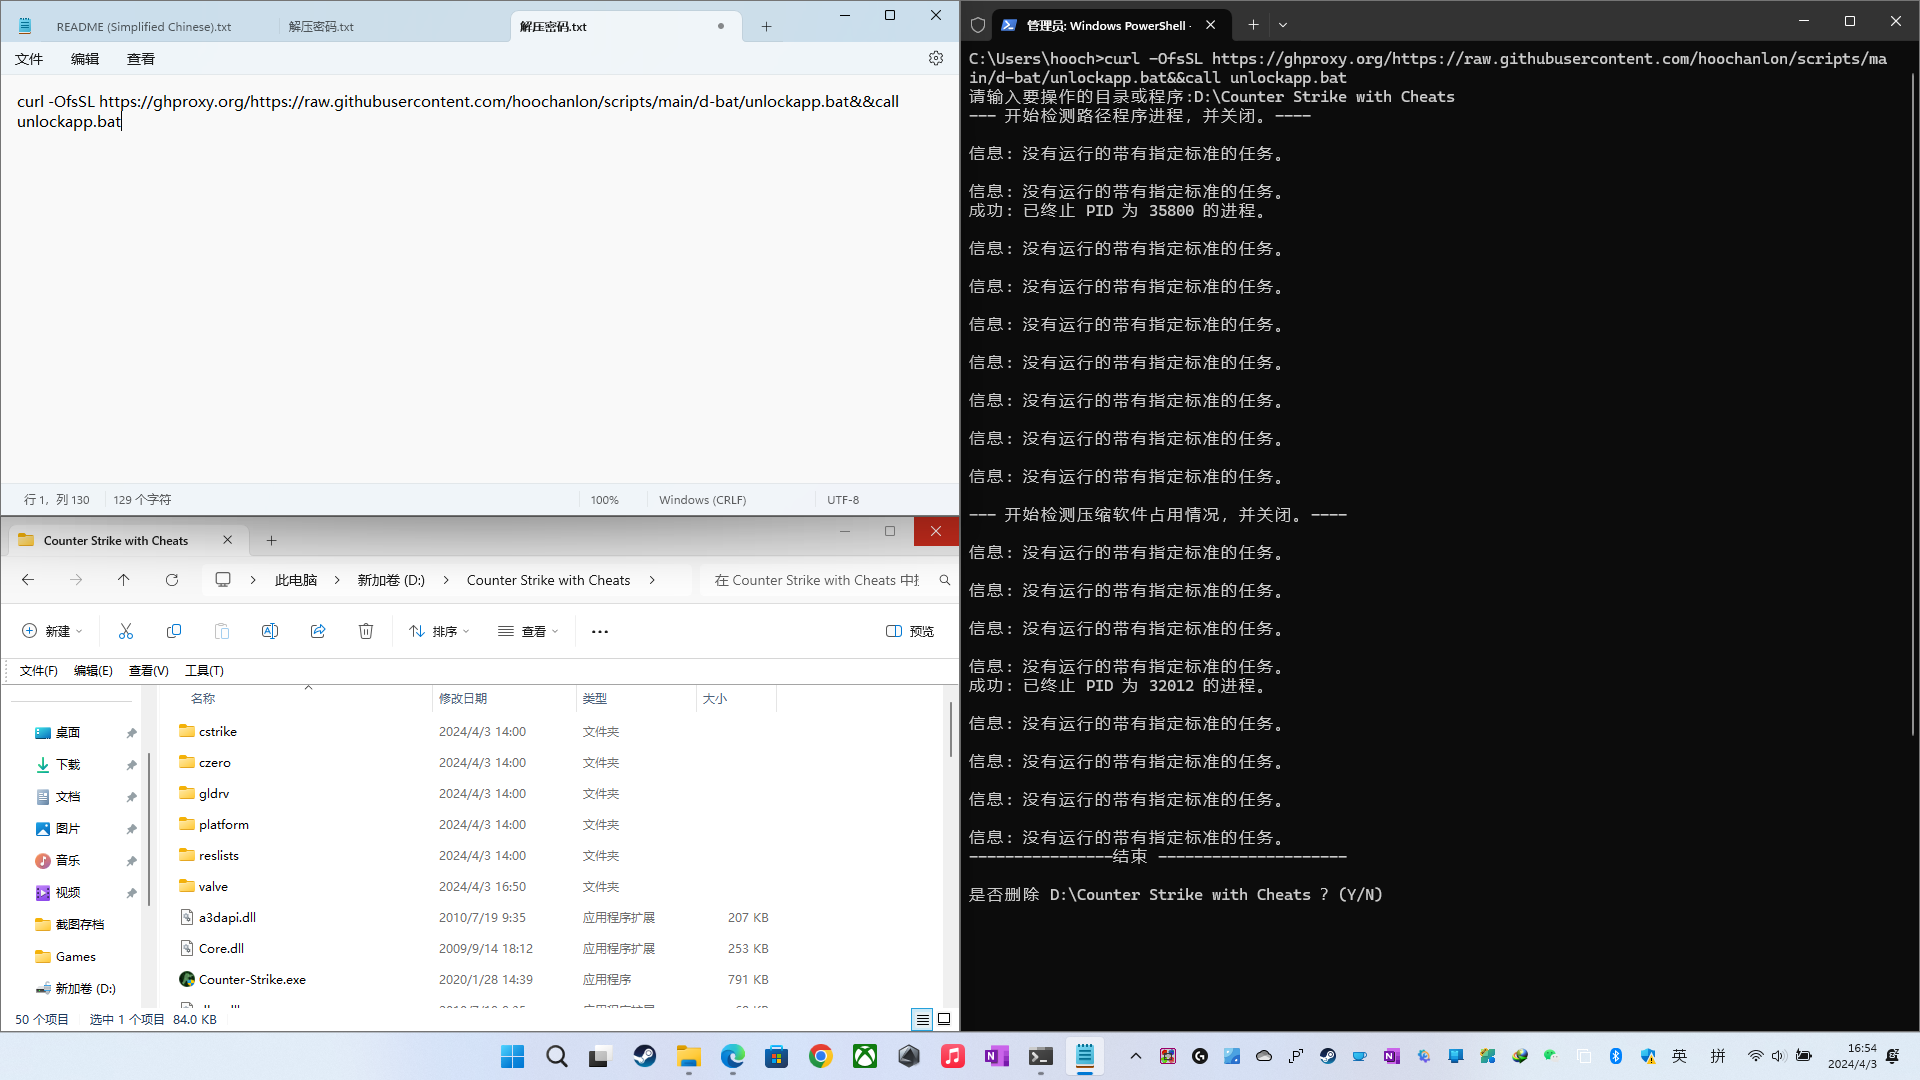 README (Simplified Chinese).txt
解压密码.txt
解压密码.txt
文件
编辑
查看
curl -OfsSL https://ghproxy.org/https://raw.githubusercontent.com/hoochanlon/scripts/main/d-bat/unlockapp.bat&&call
unlockapp.bat
行 1，列 130
129 个字符
100%
Windows (CRLF)
UTF-8
Counter Strike with Cheats
此电脑
新加卷 (D:)
Counter Strike with Cheats
在 Counter Strike with Cheats 中
新建
排序
查看
预览
文件(F)
编辑(E)
查看(V)
工具(T)
名称
修改日期
类型
大小
桌面
下载
文档
图片
音乐
视频
截图存档
Games
新加卷 (D:)
cstrike 2024/4/3 14:00 文件夹
czero 2024/4/3 14:00 文件夹
gldrv 2024/4/3 14:00 文件夹
platform 2024/4/3 14:00 文件夹
reslists 2024/4/3 14:00 文件夹
valve 2024/4/3 16:50 文件夹
a3dapi.dll 2010/7/19 9:35 应用程序扩展 207 KB
Core.dll 2009/9/14 18:12 应用程序扩展 253 KB
Counter-Strike.exe 2020/1/28 14:39 应用程序 791 KB
50 个项目
选中 1 个项目 84.0 KB
管理员: Windows PowerShell
C:\Users\hooch>curl -OfsSL https://ghproxy.org/https://raw.githubusercontent.com/hoochanlon/scripts/ma
in/d-bat/unlockapp.bat&&call unlockapp.bat
请输入要操作的目录或程序:D:\Counter Strike with Cheats
--- 开始检测路径程序进程，并关闭。----
信息: 没有运行的带有指定标准的任务。
信息: 没有运行的带有指定标准的任务。
成功: 已终止 PID 为 35800 的进程。
信息: 没有运行的带有指定标准的任务。
信息: 没有运行的带有指定标准的任务。
信息: 没有运行的带有指定标准的任务。
信息: 没有运行的带有指定标准的任务。
信息: 没有运行的带有指定标准的任务。
信息: 没有运行的带有指定标准的任务。
信息: 没有运行的带有指定标准的任务。
--- 开始检测压缩软件占用情况，并关闭。----
信息: 没有运行的带有指定标准的任务。
信息: 没有运行的带有指定标准的任务。
信息: 没有运行的带有指定标准的任务。
信息: 没有运行的带有指定标准的任务。
成功: 已终止 PID 为 32012 的进程。
信息: 没有运行的带有指定标准的任务。
信息: 没有运行的带有指定标准的任务。
信息: 没有运行的带有指定标准的任务。
信息: 没有运行的带有指定标准的任务。
----------------结束 ---------------------
是否删除 D:\Counter Strike with Cheats ? (Y/N)
英
拼
16:54
2024/4/3